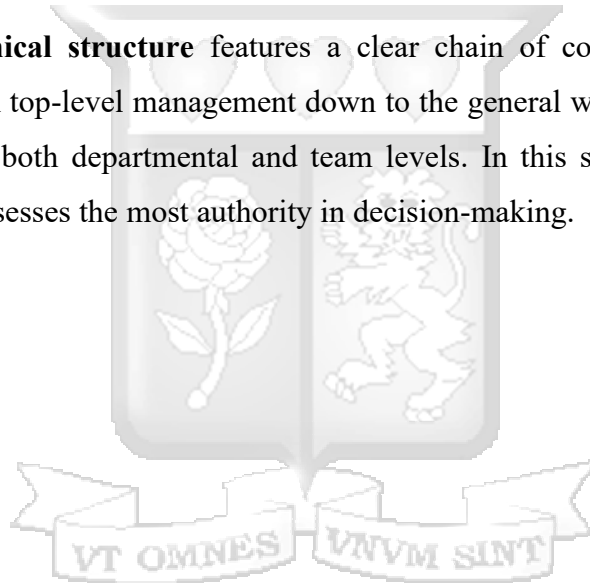 nical structure features a clear chain of co
top-level management down to the general w
both departmental and team levels. In this s
sesses the most authority in decision-making.
VT OMNES VNVM SINT